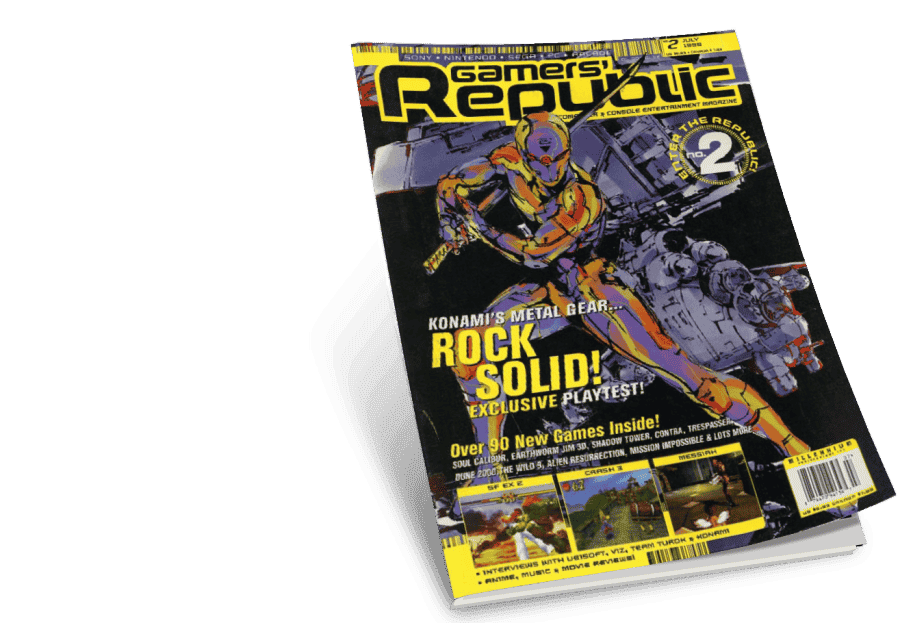 2 JULY
1998
SONY • NINTENDO • SEGA • PC • ARCADE
Gamers'
Republic
COMPUTER & CONSOLE ENTERTAINMENT MAGAZINE
ENTER THE REPUBLIC!
no. 2
KONAMI'S METAL GEAR...
ROCK
SOLID!
EXCLUSIVE PLAYTEST!
Over 90 New Games Inside!
SOUL CALIBUR, EARTHWORM JIM 3D, SHADOW TOWER, CONTRA, TRESPASSER,
DUNE 2000, THE WILD 9, ALIEN RESURRECTION, MISSION IMPOSSIBLE & LOTS MORE...
SF EX 2
CRASH 3
MESSIAH
MILLENNIUM
• INTERVIEWS WITH UBISOFT, VIZ, TEAM TUROK & KONAMI
• ANIME, MUSIC & MOVIE REVIEWS!